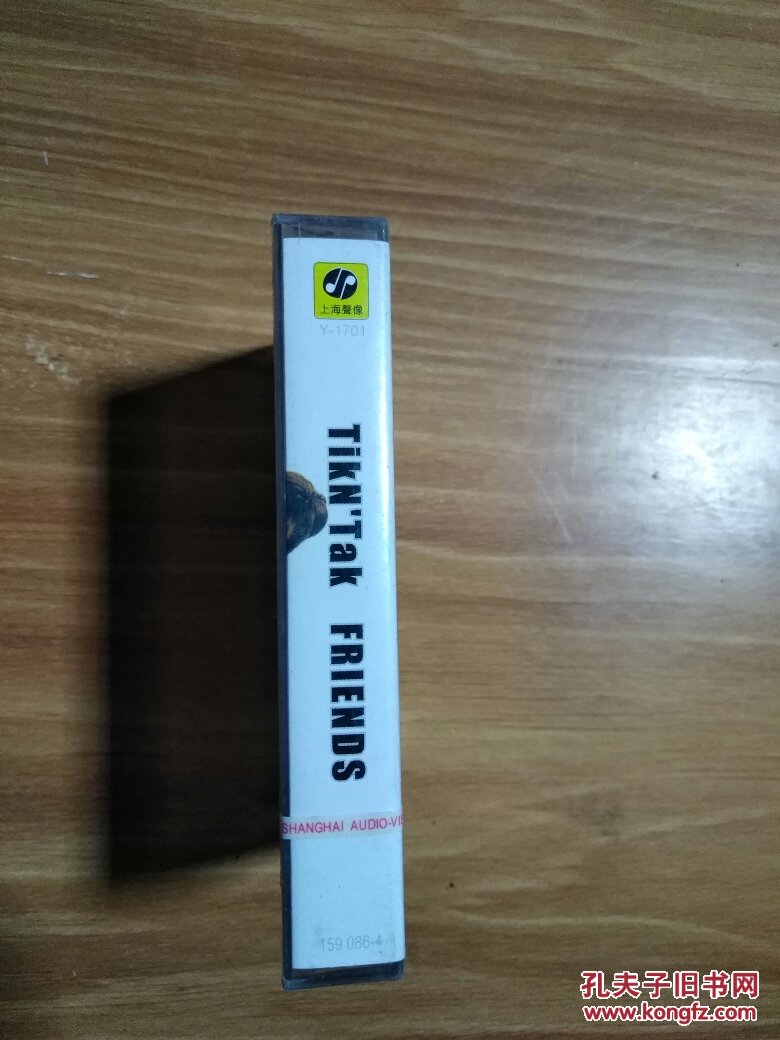 上海聲像
Y-1701
TikN'Tak FRIENDS
SHANGHAI AUDIO-VIS
159 086-4
孔夫子旧书网
www.kongfz.com